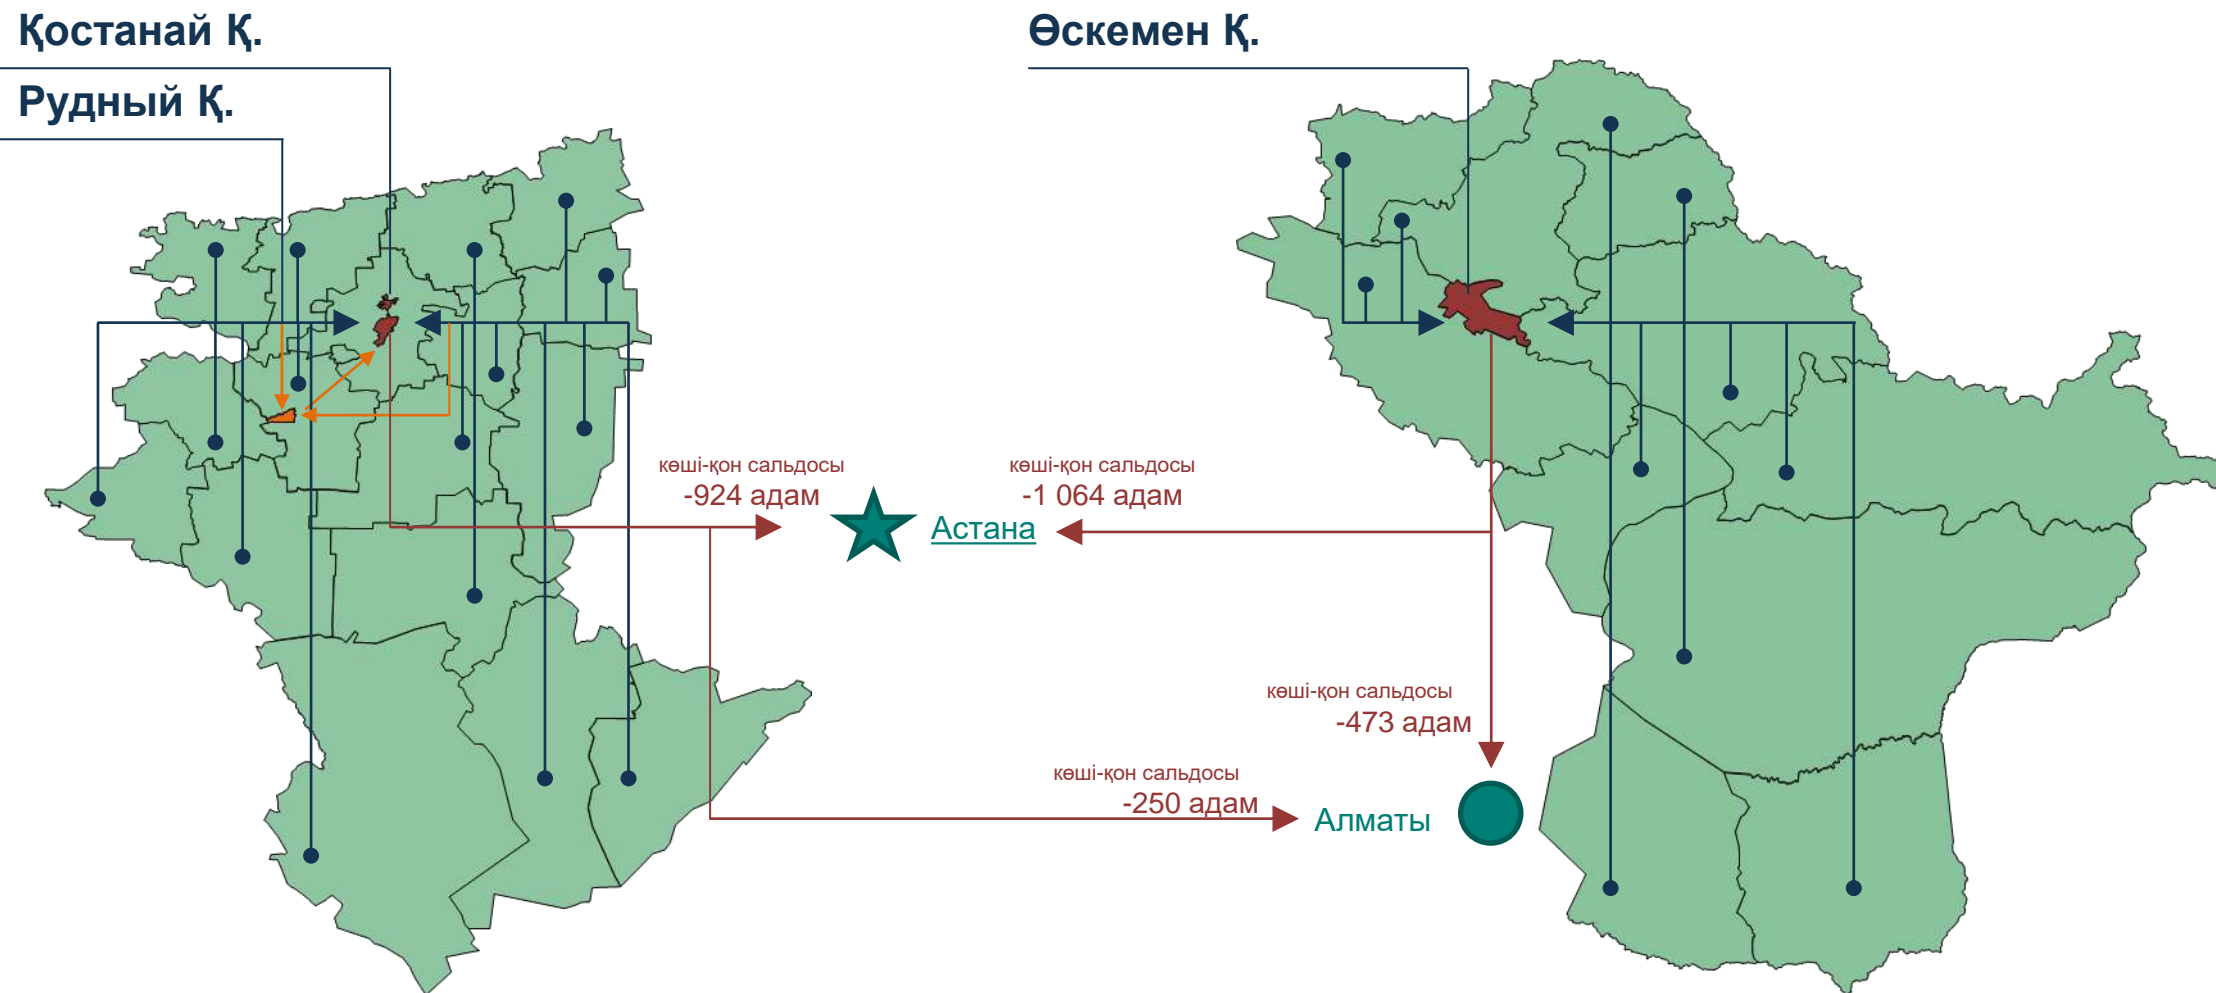 Қостанай Қ.
Рудный Қ.
Өскемен Қ.
көші-қон сальдосы
-924 адам
көші-қон сальдосы
-1 064 адам
Астана
көші-қон сальдосы
-473 адам
көші-қон сальдосы
-250 адам
Алматы